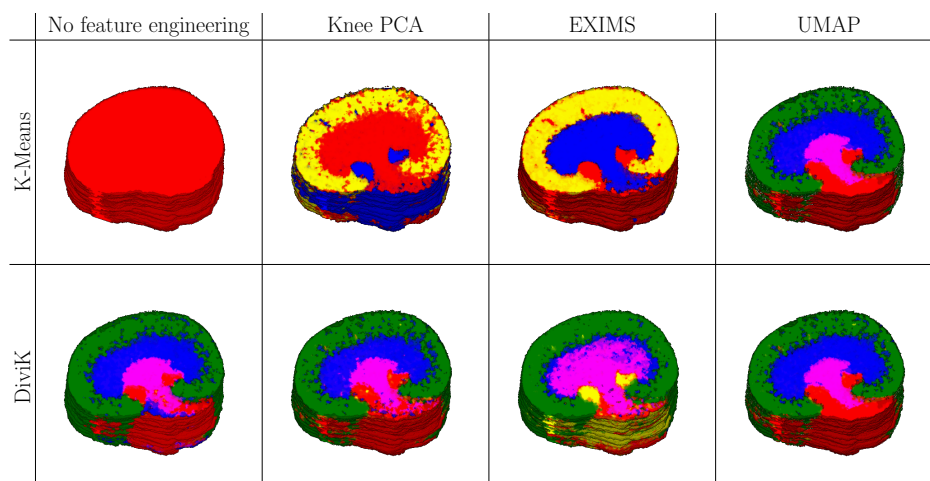 No feature engineering
Knee PCA
EXIMS
UMAP
K-Means
DiviK